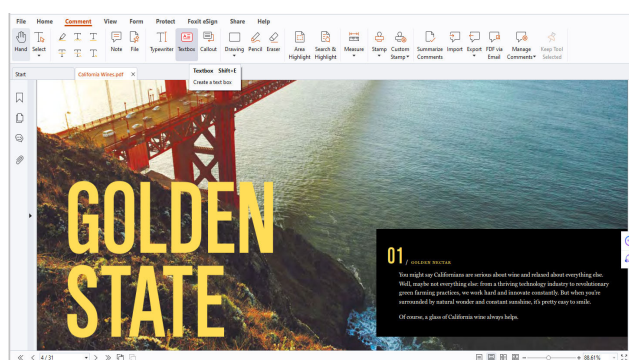 File Home Comment View Form Protect Foxit eSign Share Help
Hand Select T T T Note File Typewriter Textbox Callout Drawing Pencil Eraser Area Highlight Search & Highlight Measure Stamp Custom Stamp Summarize Comments Import Export FDF via Email Manage Comments Keep Tool Selected
T T T
Start California Wines.pdf ×
Textbox Shift+E
Create a text box
GOLDEN
STATE
01 / GOLDEN NECTAR
You might say Californians are serious about wine and relaxed about everything else.
Well, maybe not everything else: from a thriving technology industry to revolutionary
green farming practices, we work hard and innovate constantly. But when you're
surrounded by natural wonder and constant sunshine, it's pretty easy to smile.
Of course, a glass of California wine always helps.
4 / 31
88.61%